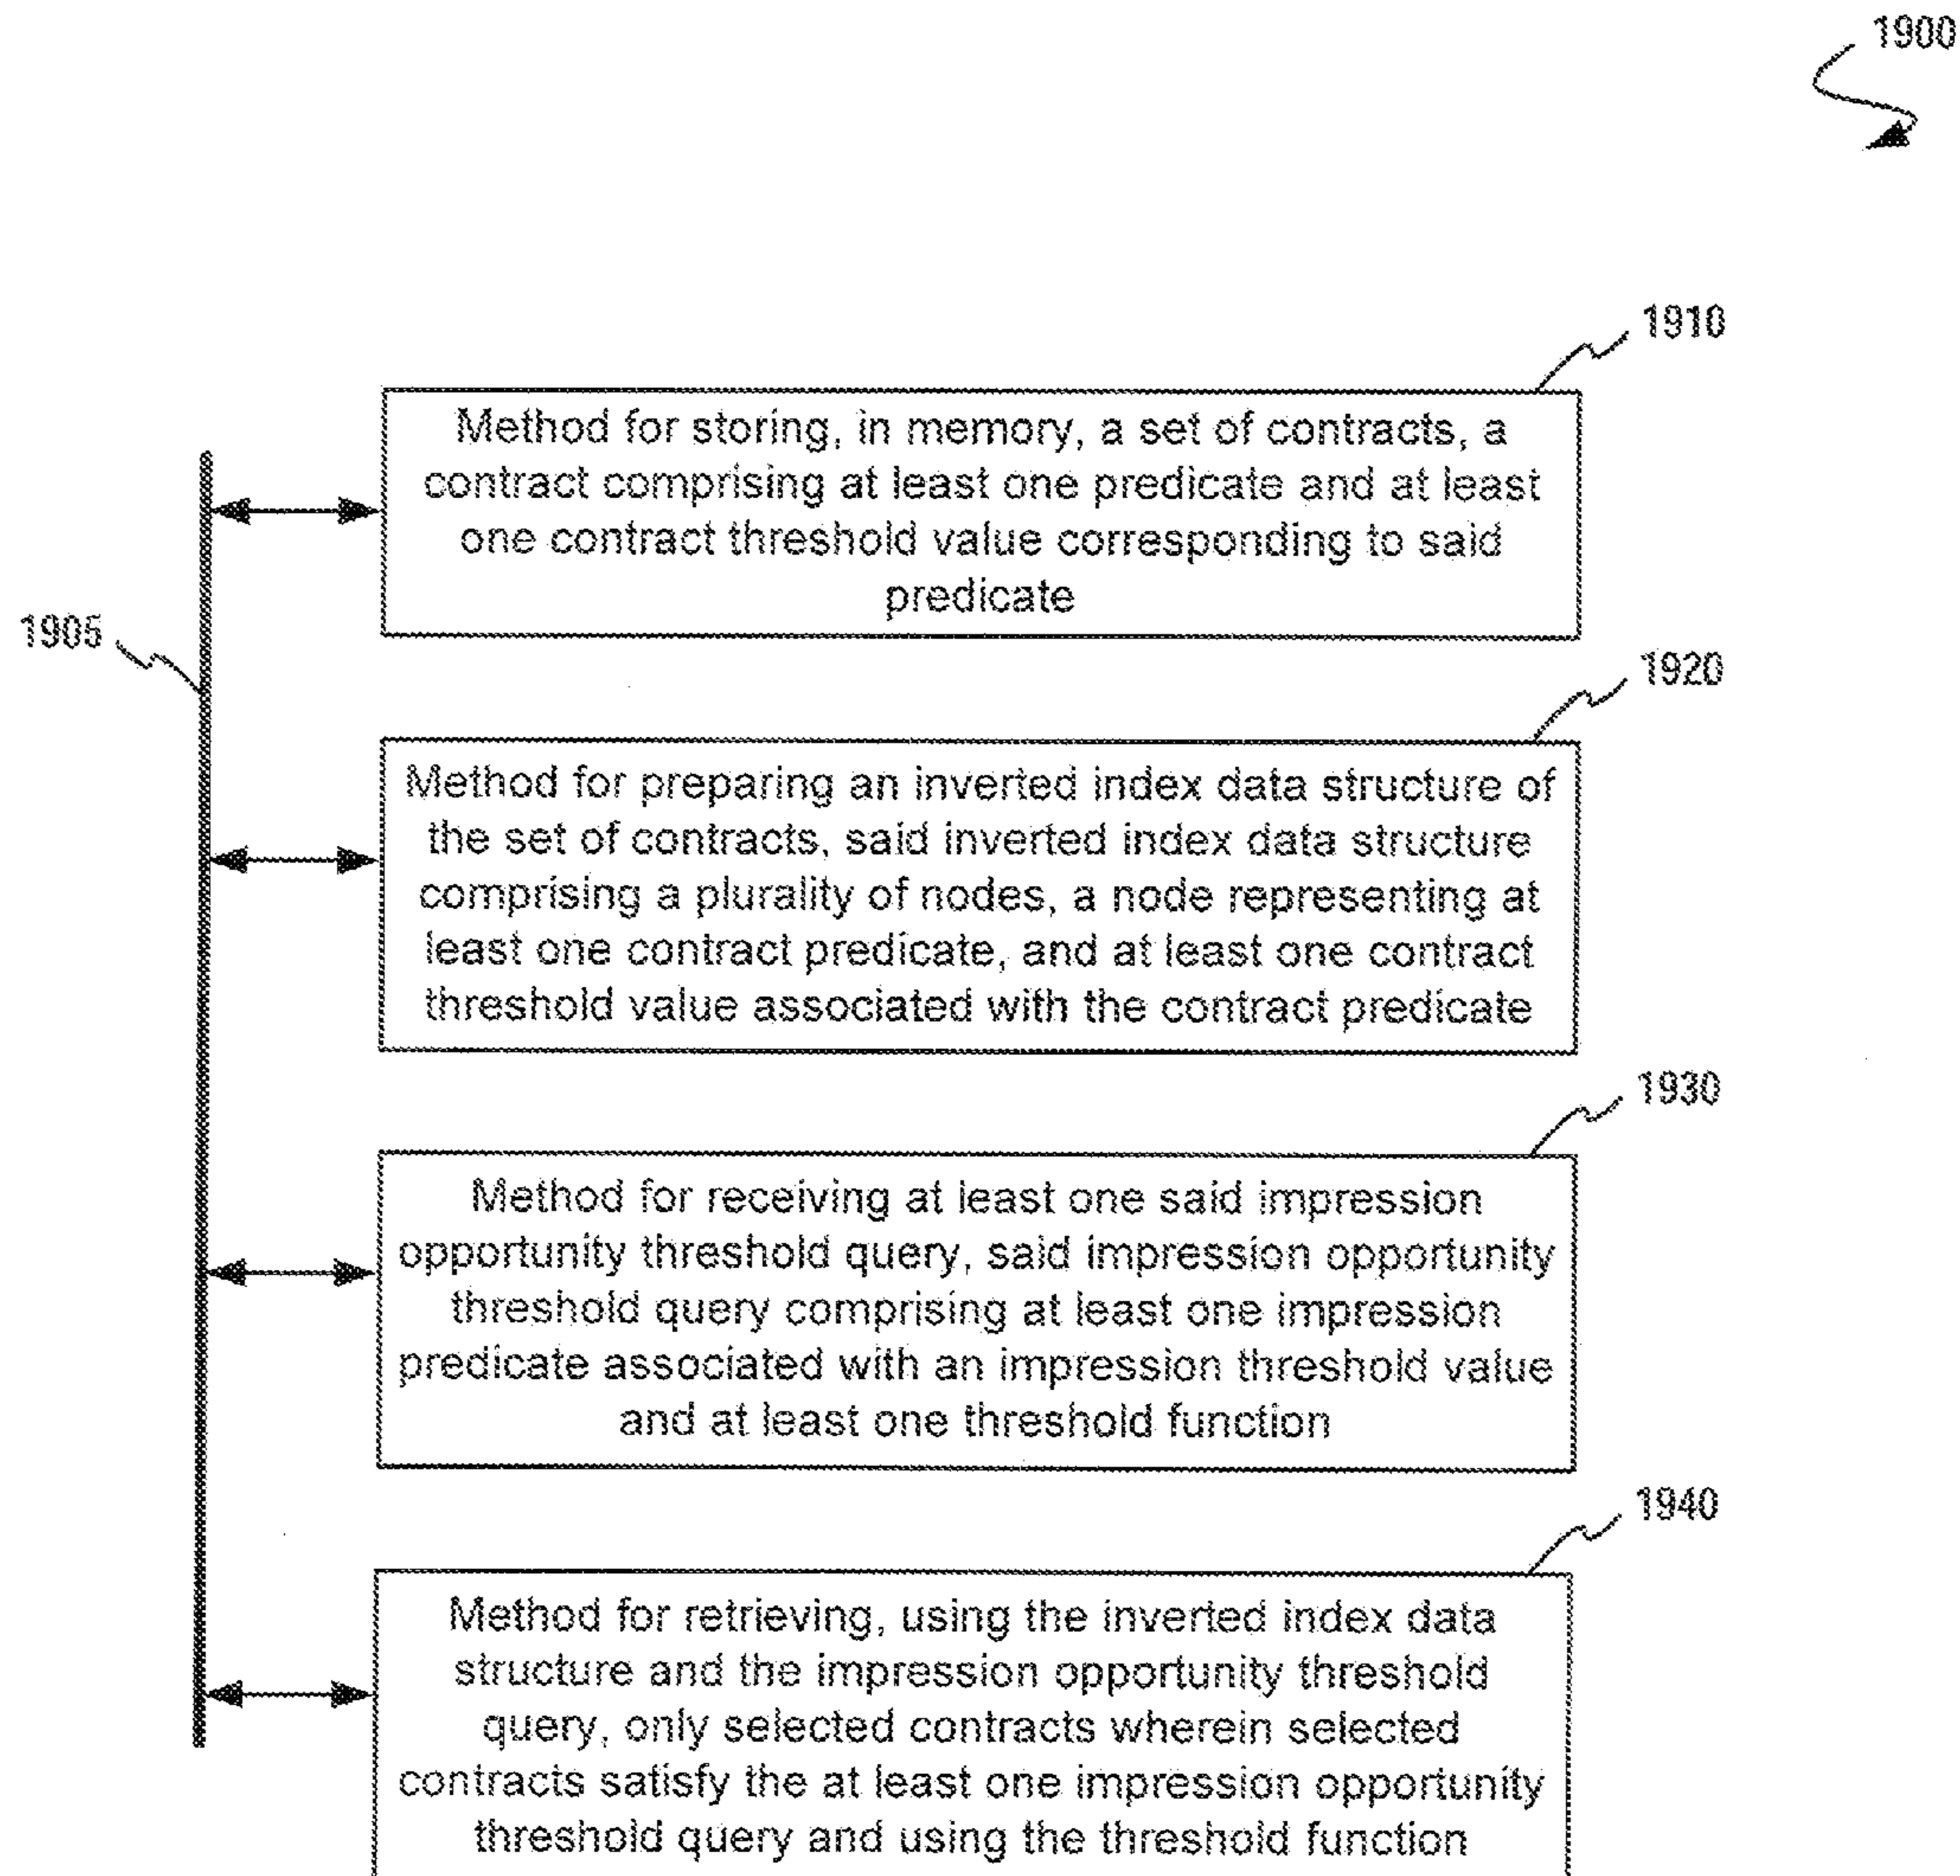 1900
1910
Method for storing, in memory, a set of contracts, a
contract comprising at least one predicate and at least
one contract threshold value corresponding to said
predicate
1905
1920
Method for preparing an inverted index data structure of
the set of contracts, said inverted index data structure
comprising a plurality of nodes, a node representing at
least one contract predicate, and at least one contract
threshold value associated with the contract predicate
1930
Method for receiving at least one said impression
opportunity threshold query, said impression opportunity
threshold query comprising at least one impression
predicate associated with an impression threshold value
and at least one threshold function
1940
Method for retrieving, using the inverted index data
structure and the impression opportunity threshold
query, only selected contracts wherein selected
contracts satisfy the at least one impression opportunity
threshold query and using the threshold function